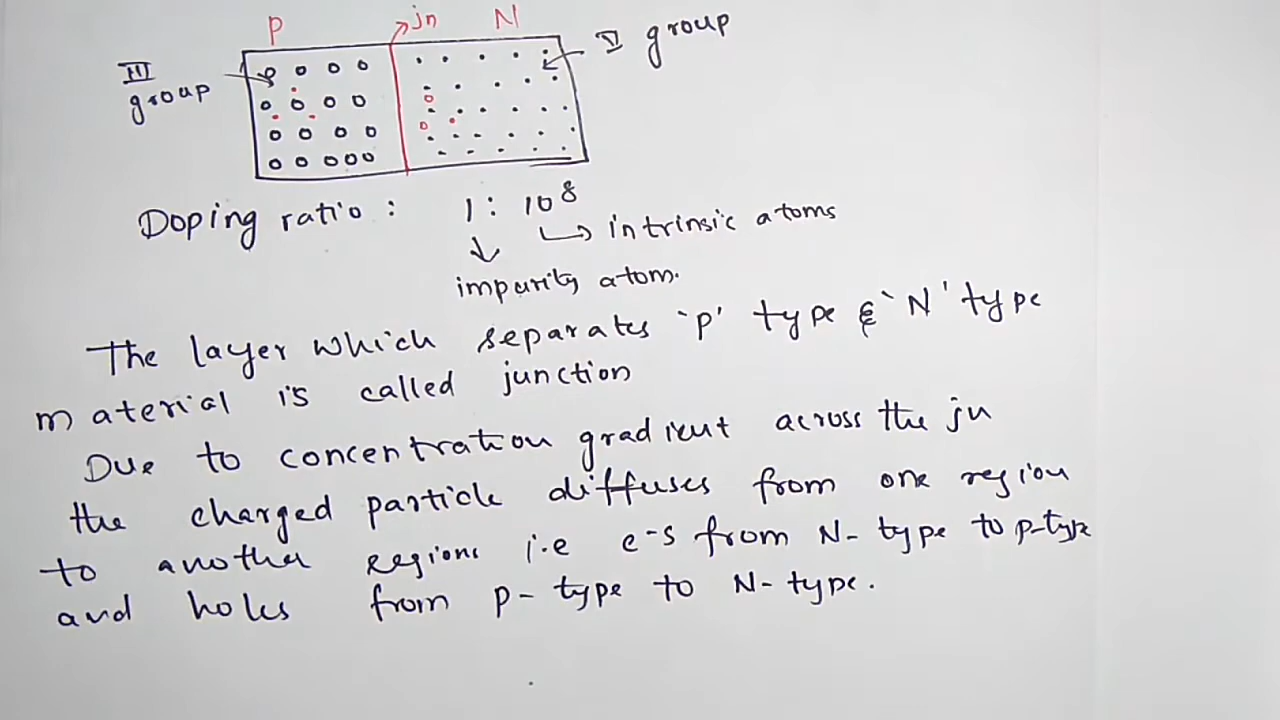 P jn N
III group
V group
Doping ratio : 1 : 10⁸
intrinsic atoms
impurity atom.
The layer which separates 'p' type & 'N' type
material is called junction
Due to concentration gradient across the jn
the charged particle diffuses from one region
to another regions i.e e-s from N-type to p-type
and holes from p-type to N-type.